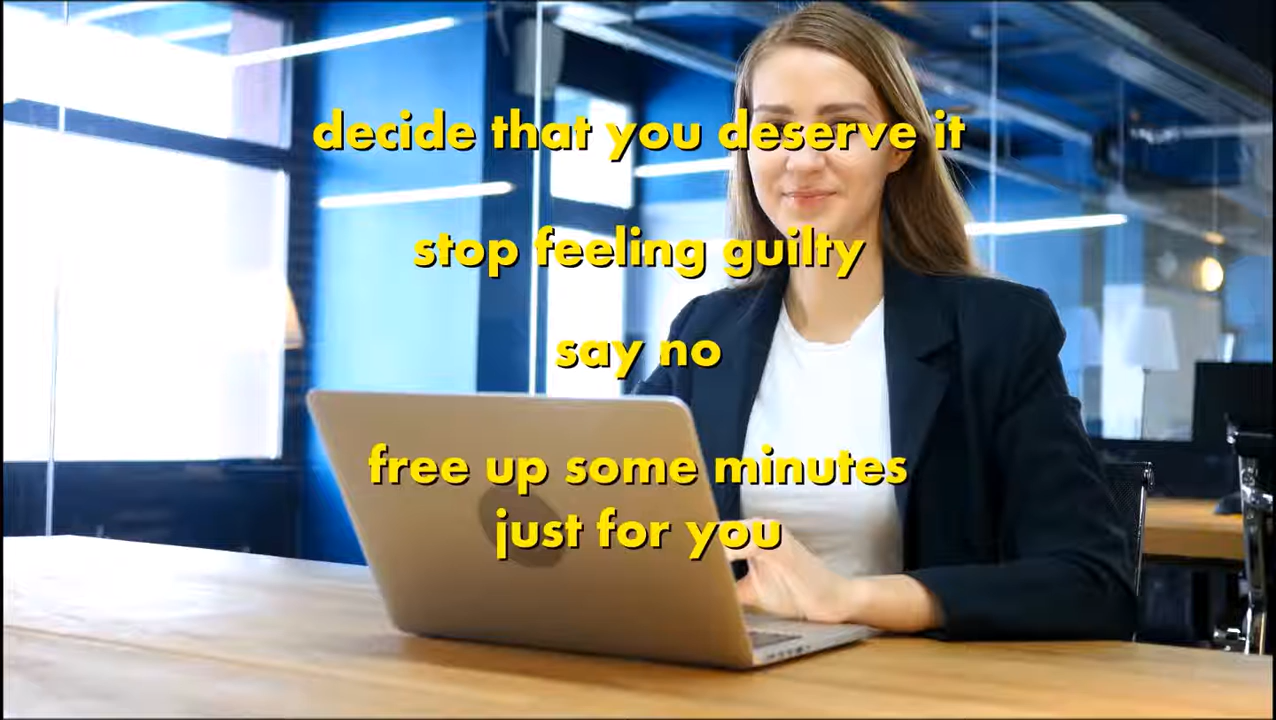 decide that you deserve it
stop feeling guilty
say no
free up some minutes
just for you